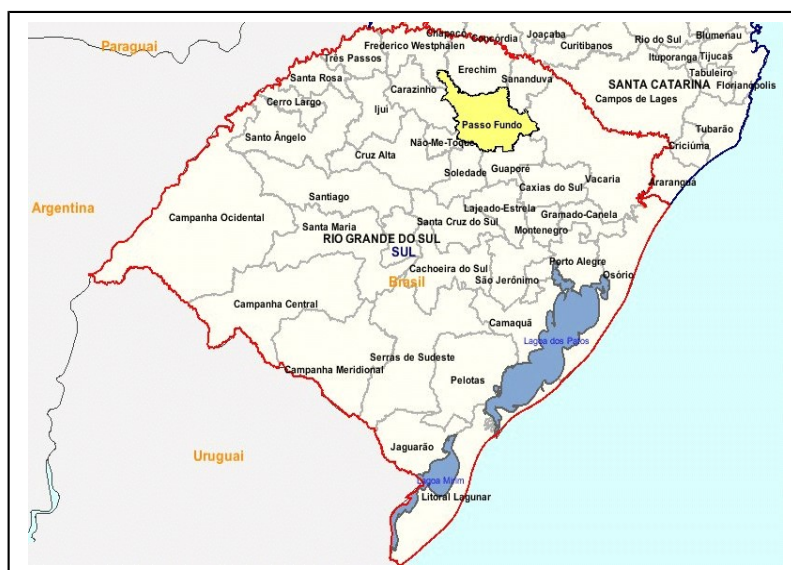 Chapecó
Concórdia
Joaçaba
Curitibanos
Rio do Sul
Blumenau
Paraguai
Frederico Westphalen
Três Passos
Ituporanga
Tijucas
Erechim
Sananduva
Tabuleiro
SANTA CATARINA
Florianópolis
Santa Rosa
Carazinho
Campos de Lages
Cerro Largo
Ijui
Passo Fundo
Tubarão
Santo Ângelo
Não-Me-Toque
Criciúma
Cruz Alta
Soledade
Guaporé
Vacaria
Caxias do Sul
Araranguá
Santiago
Argentina
Campanha Ocidental
Lajeado-Estrela
Gramado-Canela
Santa Maria
Santa Cruz do Sul
Montenegro
RIO GRANDE DO SUL
SUL
Porto Alegre
Cachoeira do Sul
São Jerônimo
Osório
Brasil
Campanha Central
Camaquã
Lagoa dos Patos
Serras de Sudeste
Campanha Meridional
Pelotas
Jaguarão
Uruguai
Lagoa Mirim
Litoral Lagunar